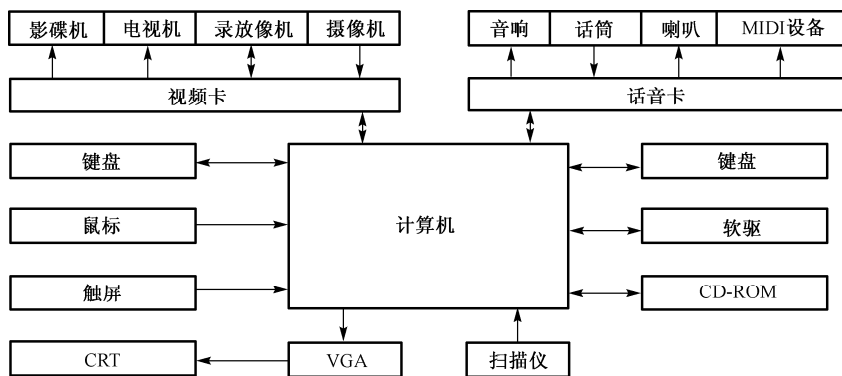 影碟机 电视机 录放像机 摄像机 音响 话筒 喇叭 MIDI设备
视频卡 话音卡
键盘 计算机 键盘
鼠标 软驱
触屏 CD-ROM
CRT VGA 扫描仪